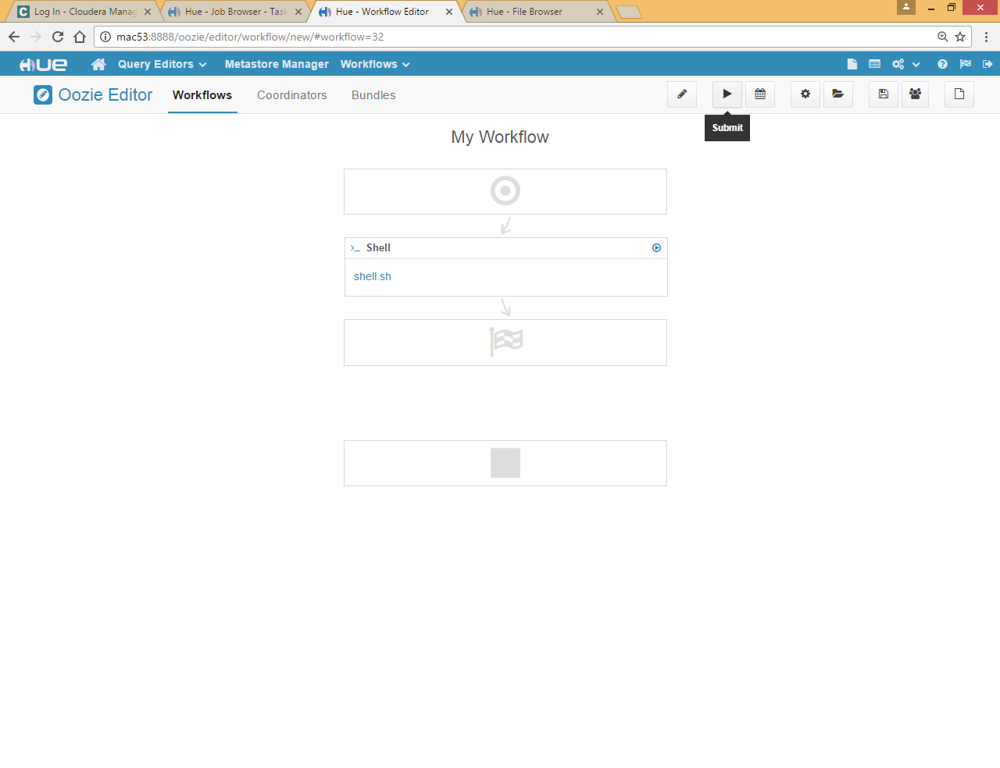 Log In - Cloudera Manag
Hue - Job Browser - Task
Hue - Workflow Editor
Hue - File Browser
mac53:8888/oozie/editor/workflow/new/#workflow=32
HUE
Query Editors
Metastore Manager
Workflows
Oozie Editor
Workflows
Coordinators
Bundles
Submit
My Workflow
>_ Shell
shell.sh